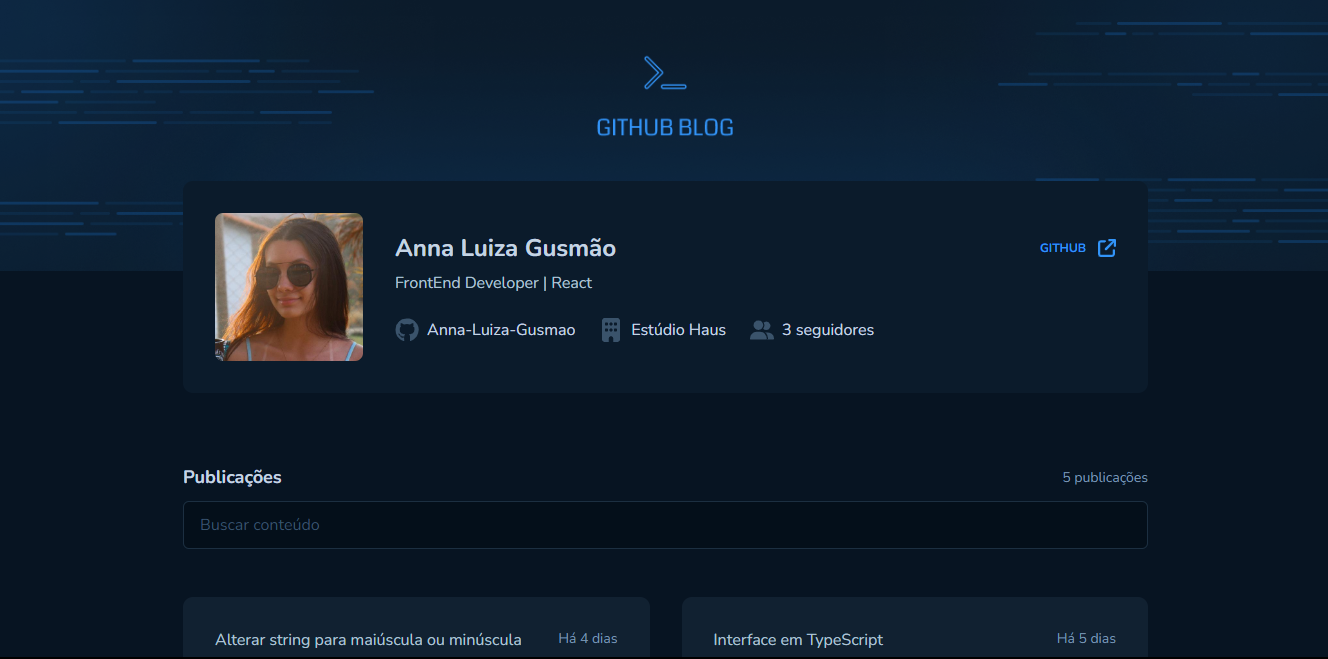 GITHUB BLOG
Anna Luiza Gusmão
GITHUB
FrontEnd Developer | React
Anna-Luiza-Gusmao
Estúdio Haus
3 seguidores
Publicações
5 publicações
Buscar conteúdo
Alterar string para maiúscula ou minúscula
Há 4 dias
Interface em TypeScript
Há 5 dias